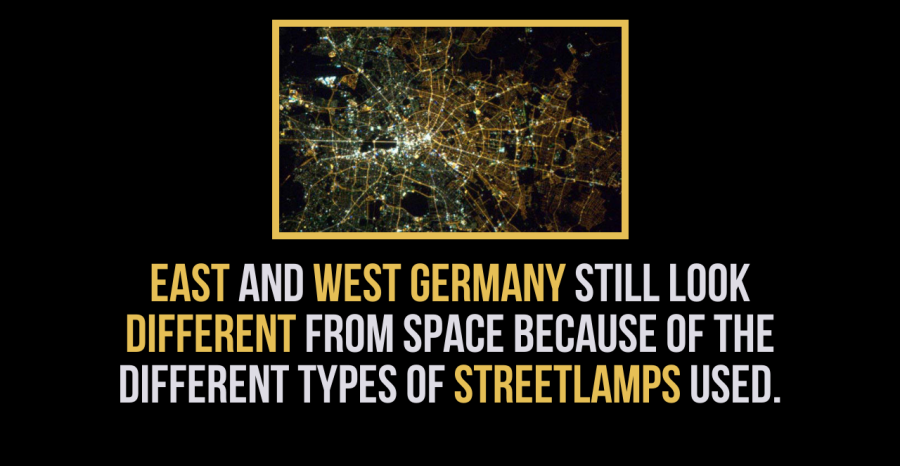 EAST AND WEST GERMANY STILL LOOK
DIFFERENT FROM SPACE BECAUSE OF THE
DIFFERENT TYPES OF STREETLAMPS USED.